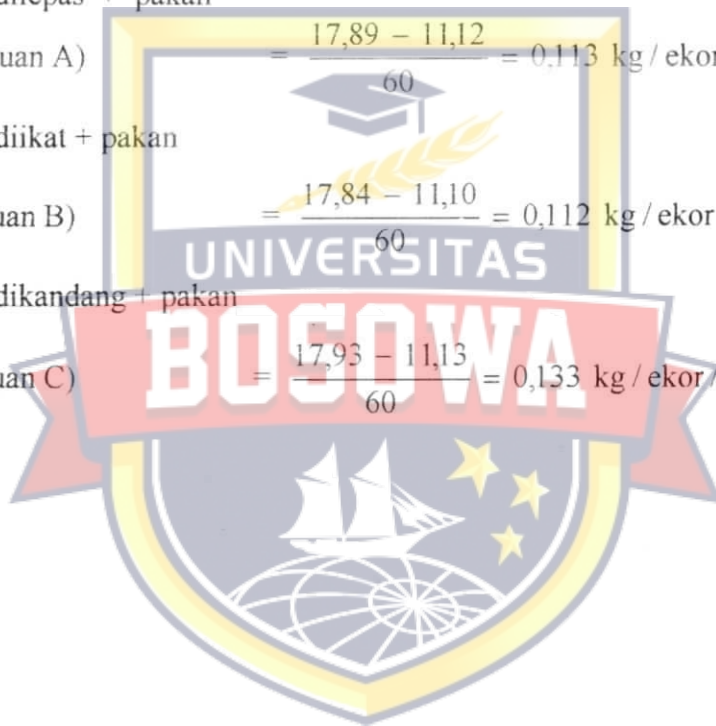 + pakan
uan A) = 17,89 – 11,12 / 60 = 0,113 kg / ekor
diikat + pakan
uan B) = 17,84 – 11,10 / 60 = 0,112 kg / ekor
UNIVERSITAS
dikandang + pakan
BOSOWA
uan C) = 17,93 – 11,13 / 60 = 0,133 kg / ekor /